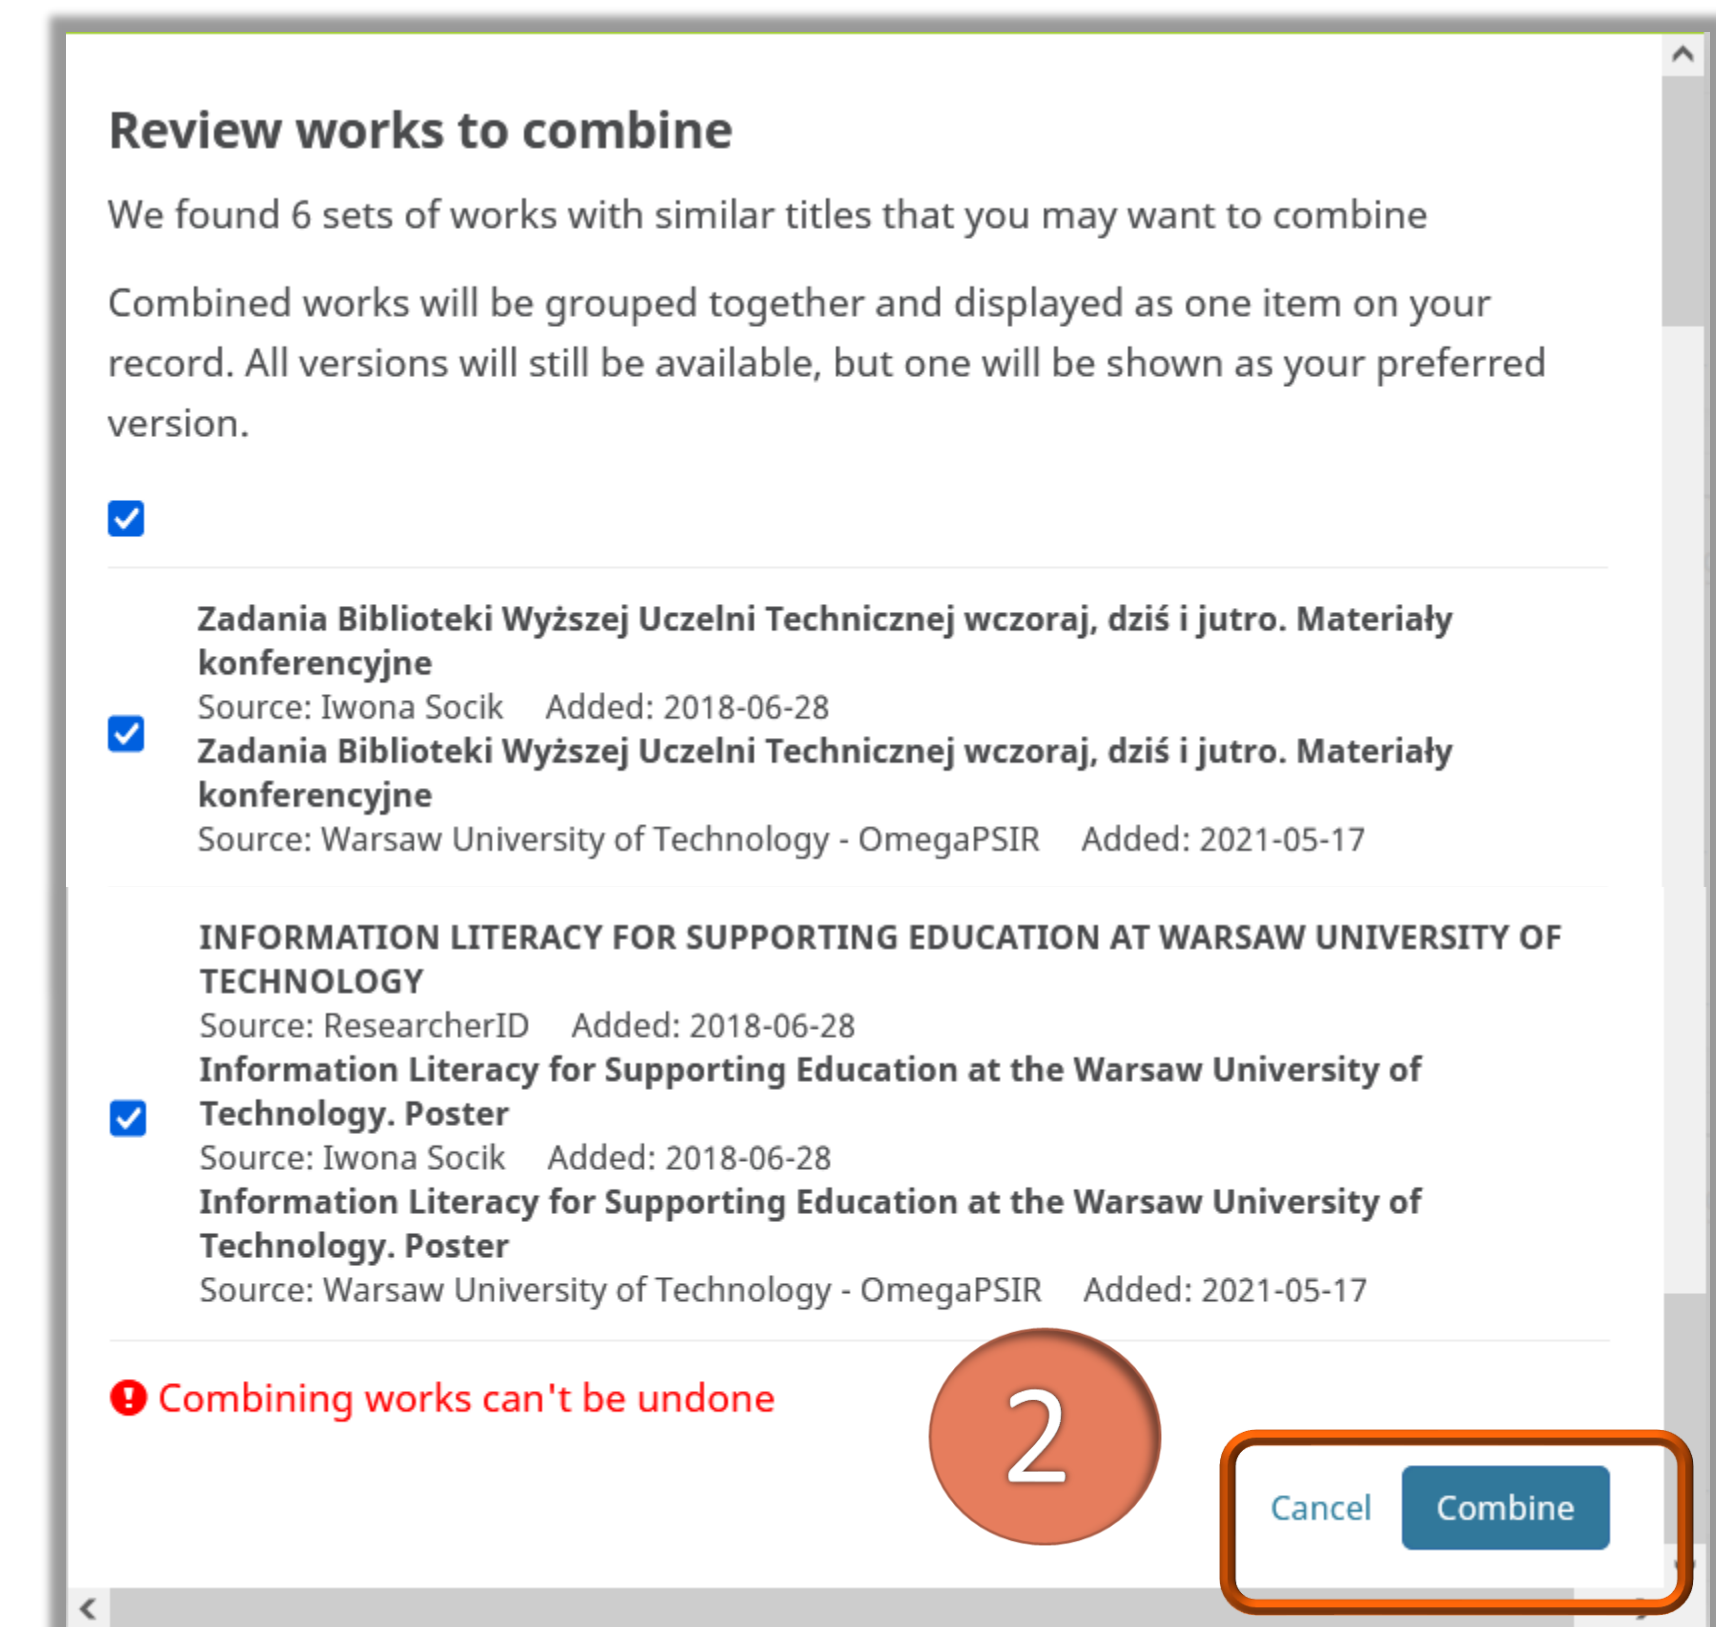 Review works to combine
We found 6 sets of works with similar titles that you may want to combine
Combined works will be grouped together and displayed as one item on your
record. All versions will still be available, but one will be shown as your preferred
version.
Zadania Biblioteki Wyższej Uczelni Technicznej wczoraj, dziś i jutro. Materiały
konferencyjne
Source: Iwona Socik Added: 2018-06-28
Zadania Biblioteki Wyższej Uczelni Technicznej wczoraj, dziś i jutro. Materiały
konferencyjne
Source: Warsaw University of Technology - OmegaPSIR Added: 2021-05-17
INFORMATION LITERACY FOR SUPPORTING EDUCATION AT WARSAW UNIVERSITY OF
TECHNOLOGY
Source: ResearcherID Added: 2018-06-28
Information Literacy for Supporting Education at the Warsaw University of
Technology. Poster
Source: Iwona Socik Added: 2018-06-28
Information Literacy for Supporting Education at the Warsaw University of
Technology. Poster
Source: Warsaw University of Technology - OmegaPSIR Added: 2021-05-17
Combining works can't be undone
2
Cancel Combine